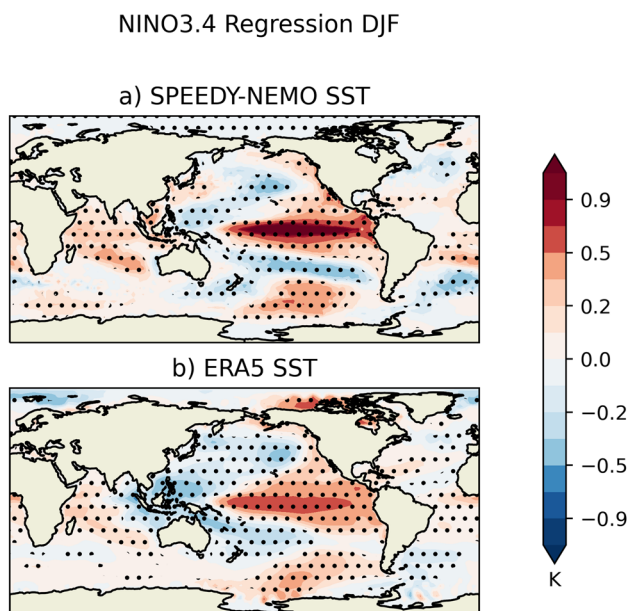 NINO3.4 Regression DJF
a) SPEEDY-NEMO SST
b) ERA5 SST
0.9
0.5
0.2
0.0
−0.2
−0.5
−0.9
K